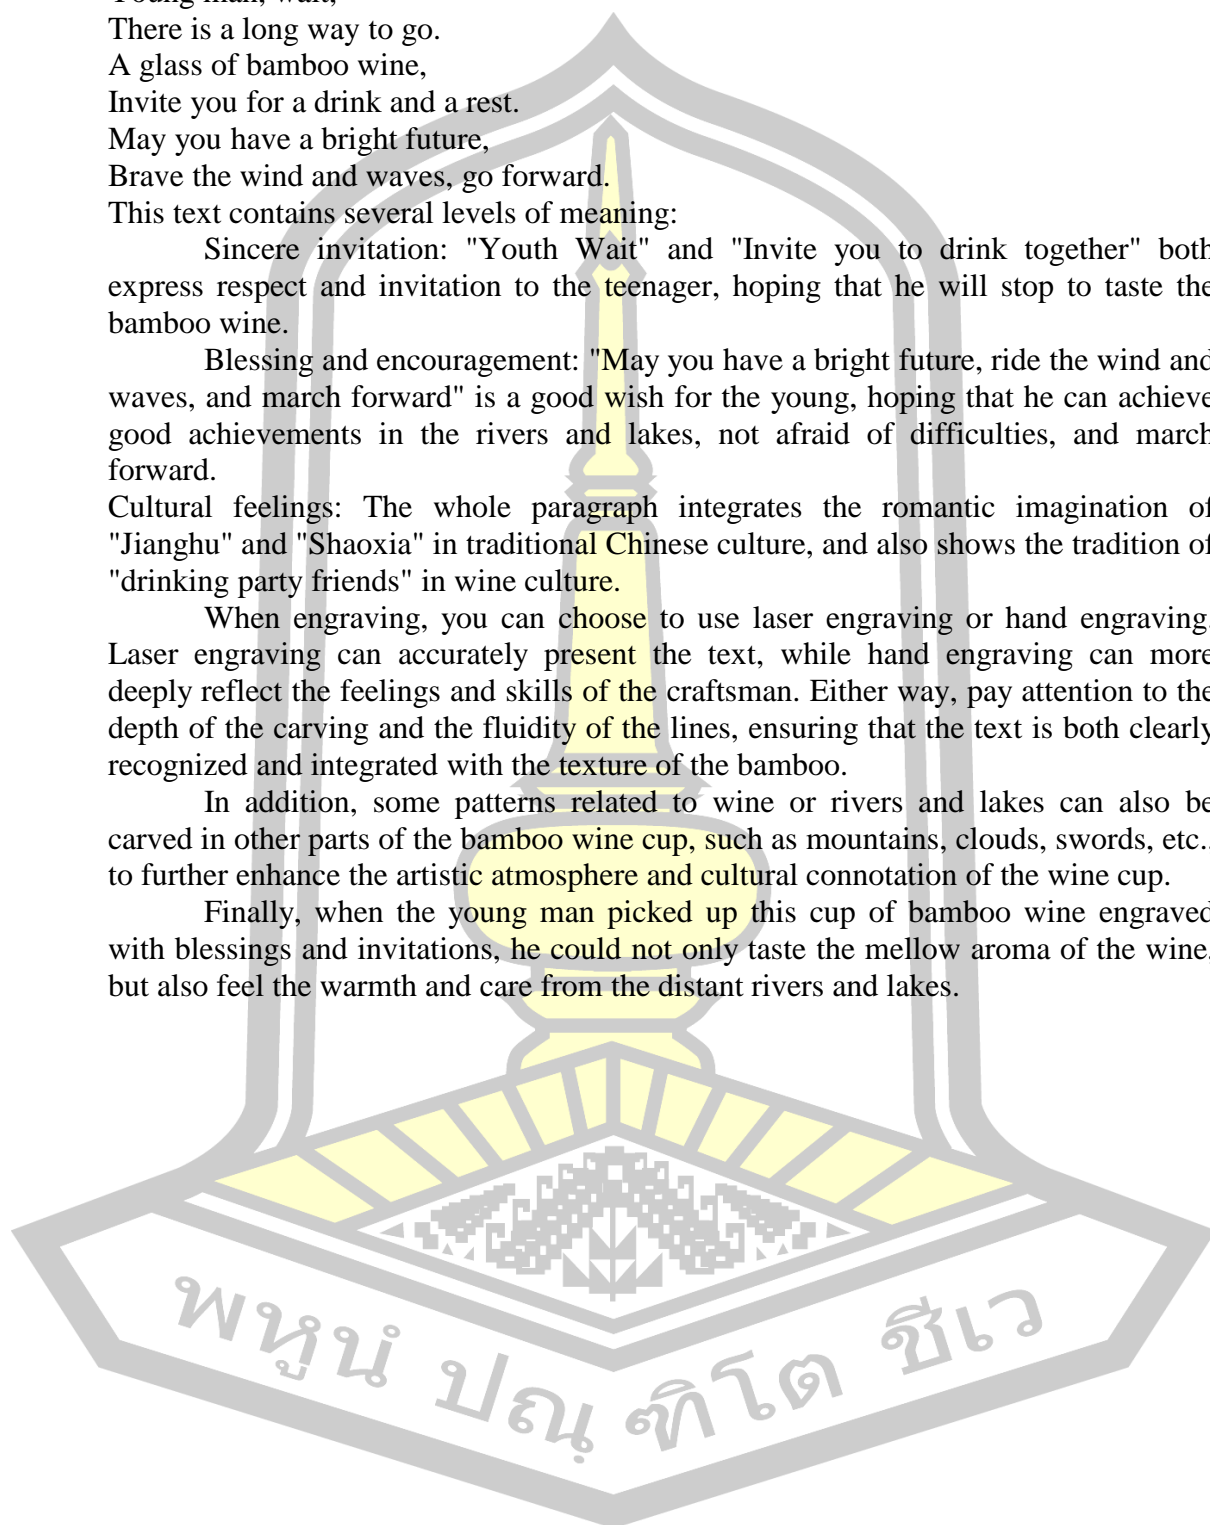 Young man, wait,
There is a long way to go.
A glass of bamboo wine,
Invite you for a drink and a rest.
May you have a bright future,
Brave the wind and waves, go forward.
This text contains several levels of meaning:
Sincere invitation: "Youth Wait" and "Invite you to drink together" both
express respect and invitation to the teenager, hoping that he will stop to taste the
bamboo wine.
Blessing and encouragement: "May you have a bright future, ride the wind and
waves, and march forward" is a good wish for the young, hoping that he can achieve
good achievements in the rivers and lakes, not afraid of difficulties, and march
forward.
Cultural feelings: The whole paragraph integrates the romantic imagination of
"Jianghu" and "Shaoxia" in traditional Chinese culture, and also shows the tradition of
"drinking party friends" in wine culture.
When engraving, you can choose to use laser engraving or hand engraving.
Laser engraving can accurately present the text, while hand engraving can more
deeply reflect the feelings and skills of the craftsman. Either way, pay attention to the
depth of the carving and the fluidity of the lines, ensuring that the text is both clearly
recognized and integrated with the texture of the bamboo.
In addition, some patterns related to wine or rivers and lakes can also be
carved in other parts of the bamboo wine cup, such as mountains, clouds, swords, etc.,
to further enhance the artistic atmosphere and cultural connotation of the wine cup.
Finally, when the young man picked up this cup of bamboo wine engraved
with blessings and invitations, he could not only taste the mellow aroma of the wine,
but also feel the warmth and care from the distant rivers and lakes.
พหูนํ ปณฺฑิโต ชีเว